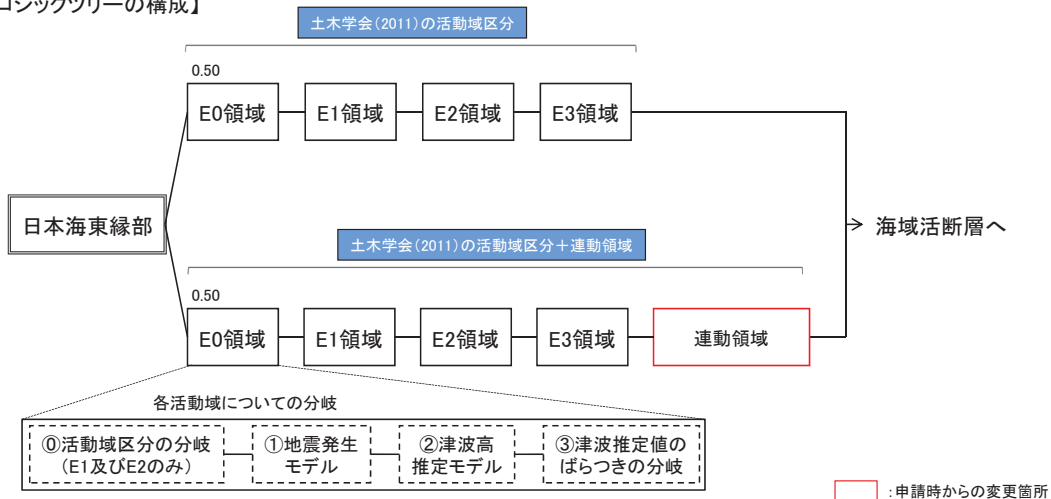 ロジックツリーの構成】
土木学会(2011)の活動域区分
0.50
E0領域
E1領域
E2領域
E3領域
日本海東縁部
海域活断層へ
土木学会(2011)の活動域区分＋連動領域
0.50
E0領域
E1領域
E2領域
E3領域
連動領域
各活動域についての分岐
⓪活動域区分の分岐
(E1及びE2のみ)
①地震発生
モデル
②津波高
推定モデル
③津波推定値の
ばらつきの分岐
:申請時からの変更箇所